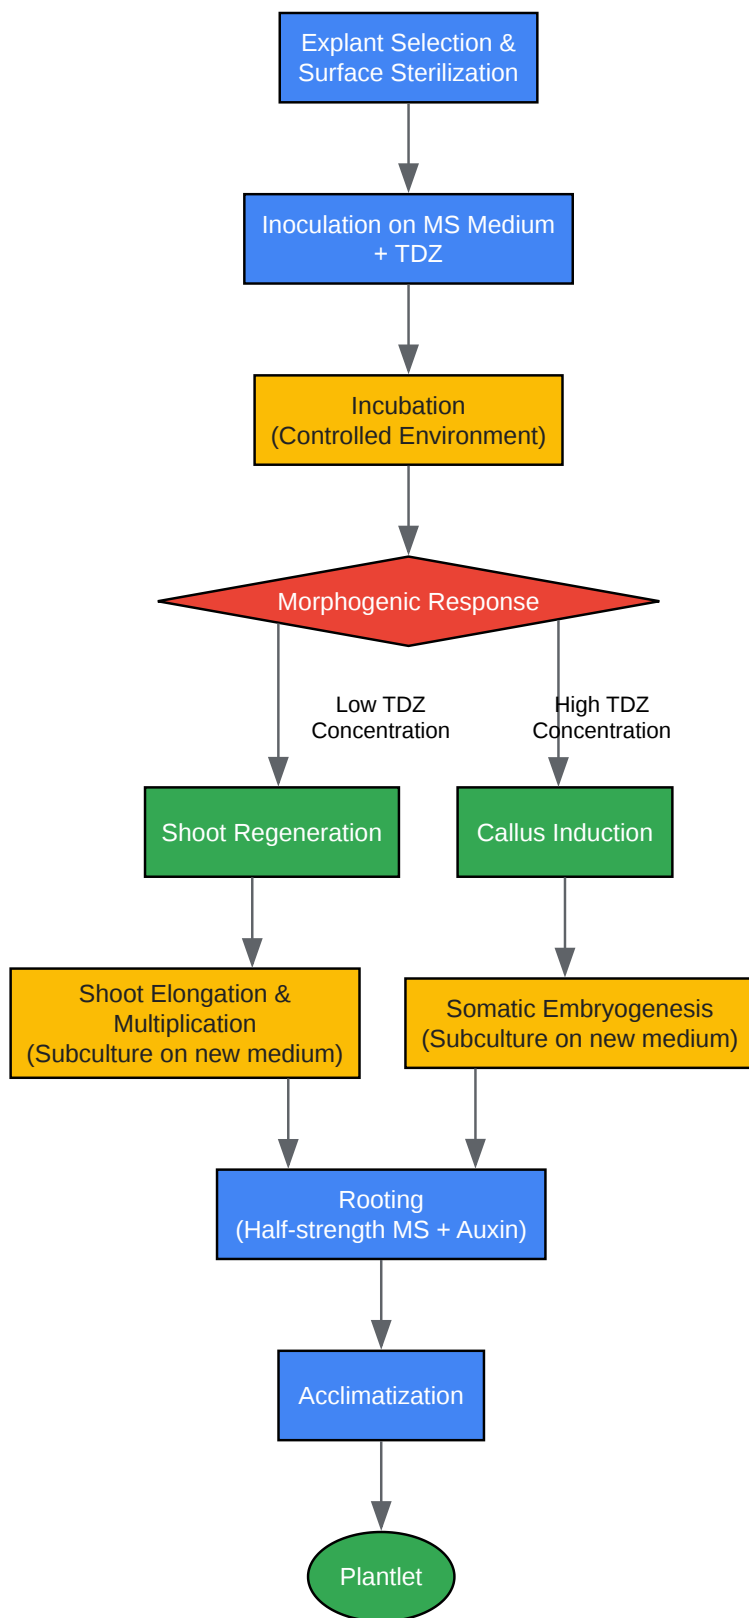 Explant Selection &
Surface Sterilization
Inoculation on MS Medium
+ TDZ
Incubation
(Controlled Environment)
Morphogenic Response
Low TDZ
Concentration
High TDZ
Concentration
Shoot Regeneration
Callus Induction
Shoot Elongation &
Multiplication
(Subculture on new medium)
Somatic Embryogenesis
(Subculture on new medium)
Rooting
(Half-strength MS + Auxin)
Acclimatization
Plantlet